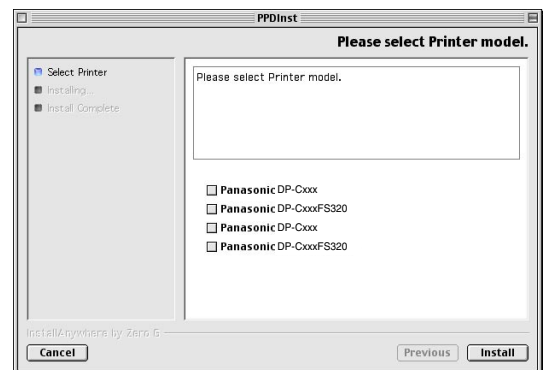 PPDInst
Please select Printer model.
Select Printer
Installing...
Install Complete
Please select Printer model.
Panasonic DP-Cxxx
Panasonic DP-CxxxFS320
Panasonic DP-Cxxx
Panasonic DP-CxxxFS320
InstallAnywhere by Zero G
Cancel
Previous
Install